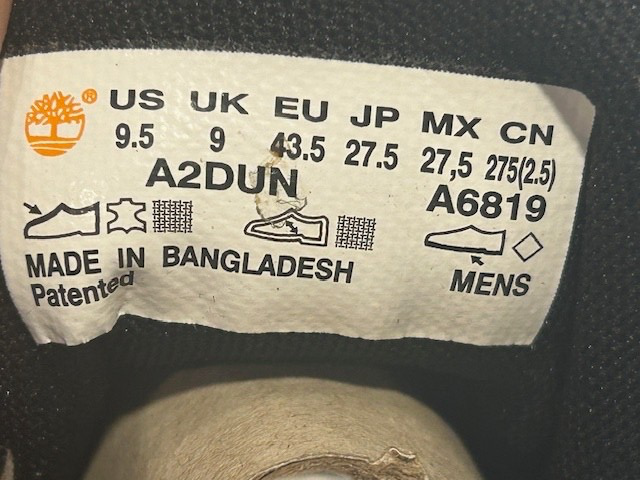 ® US UK EU JP MX CN
9.5 9 43.5 27.5 27,5 275(2.5)
A2DUN A6819
MADE IN BANGLADESH MENS
Patented